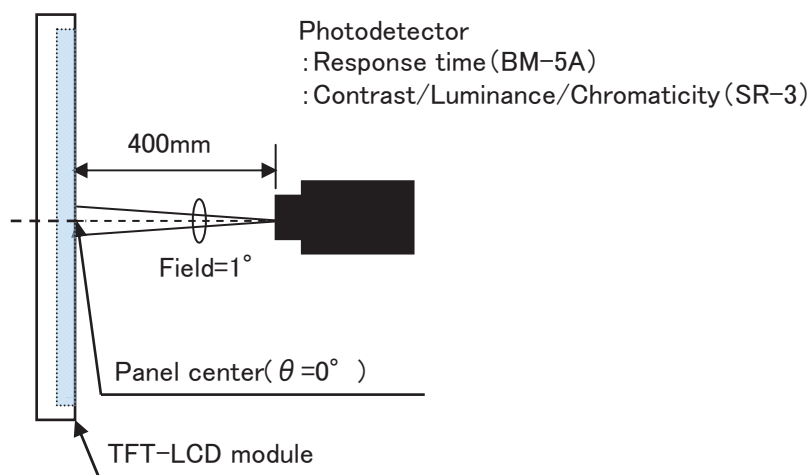 Photodetector
:Response time(BM-5A)
:Contrast/Luminance/Chromaticity(SR-3)
400mm
Field=1°
Panel center(θ=0° )
TFT-LCD module